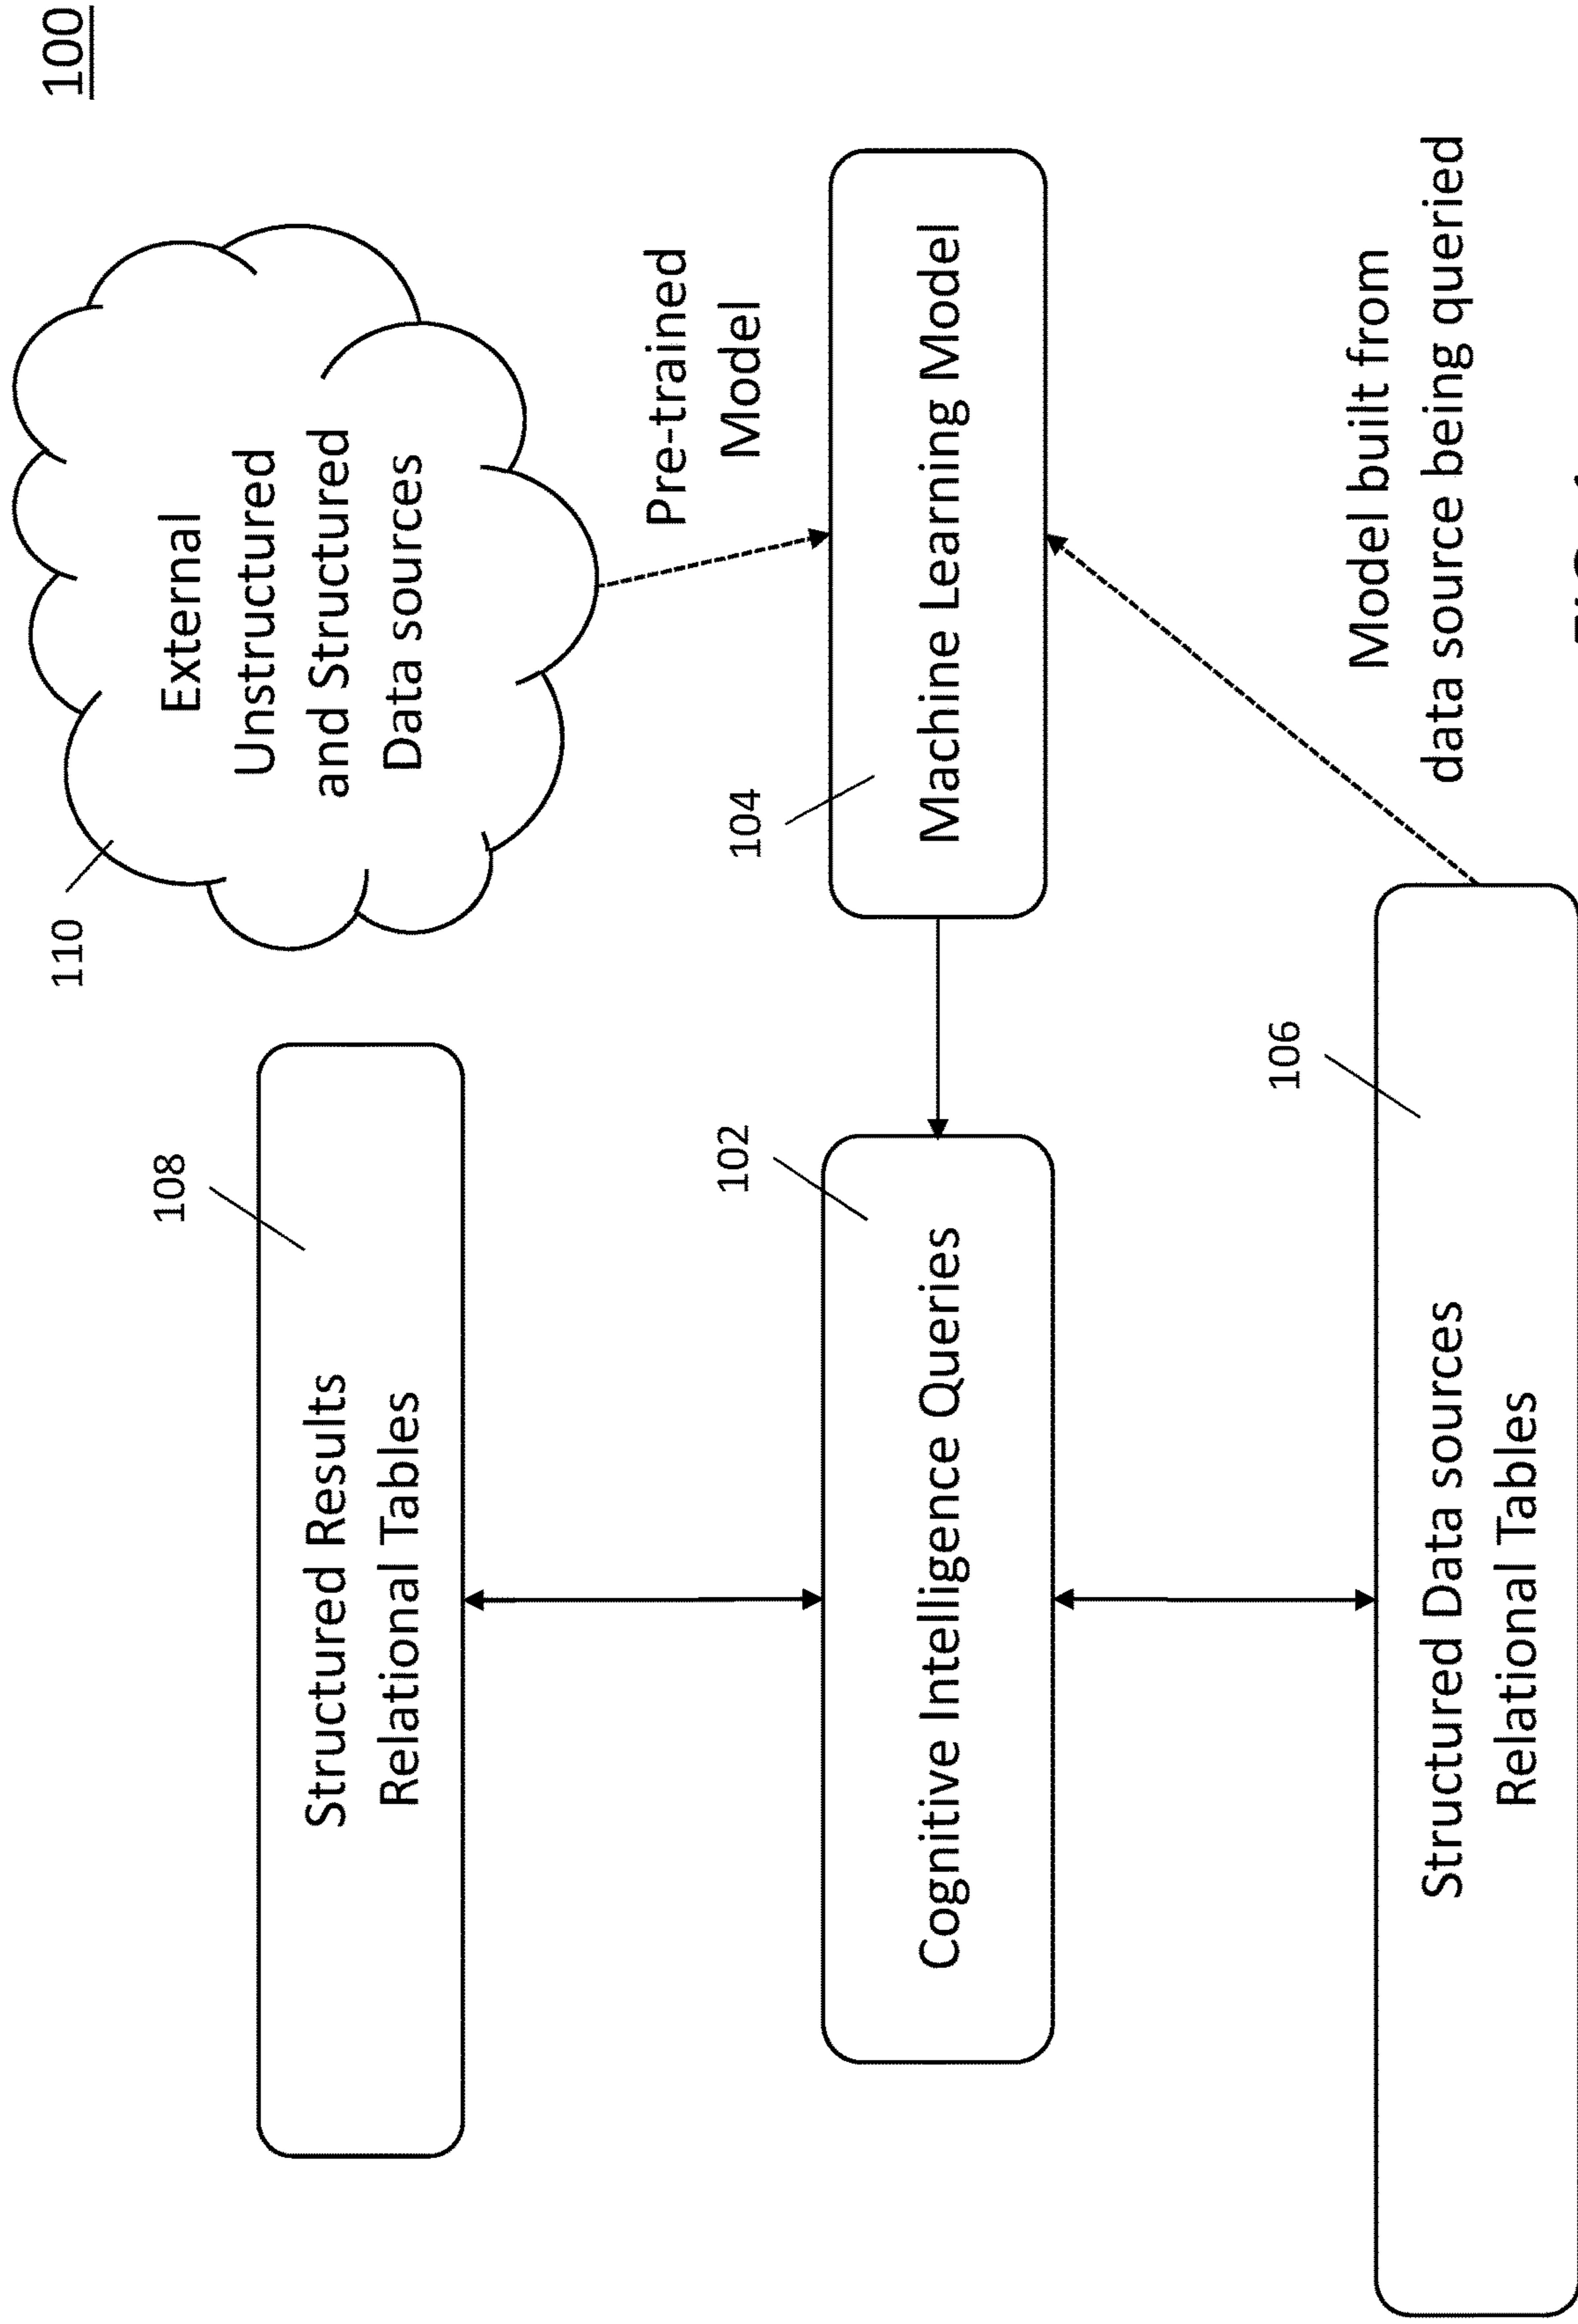 100
110
108
External
Unstructured
and Structured
Data sources
Structured Results
Relational Tables
Pre-trained
Model
102
104
Cognitive Intelligence Queries
Machine Learning Model
106
Model built from
data source being queried
Structured Data sources
Relational Tables